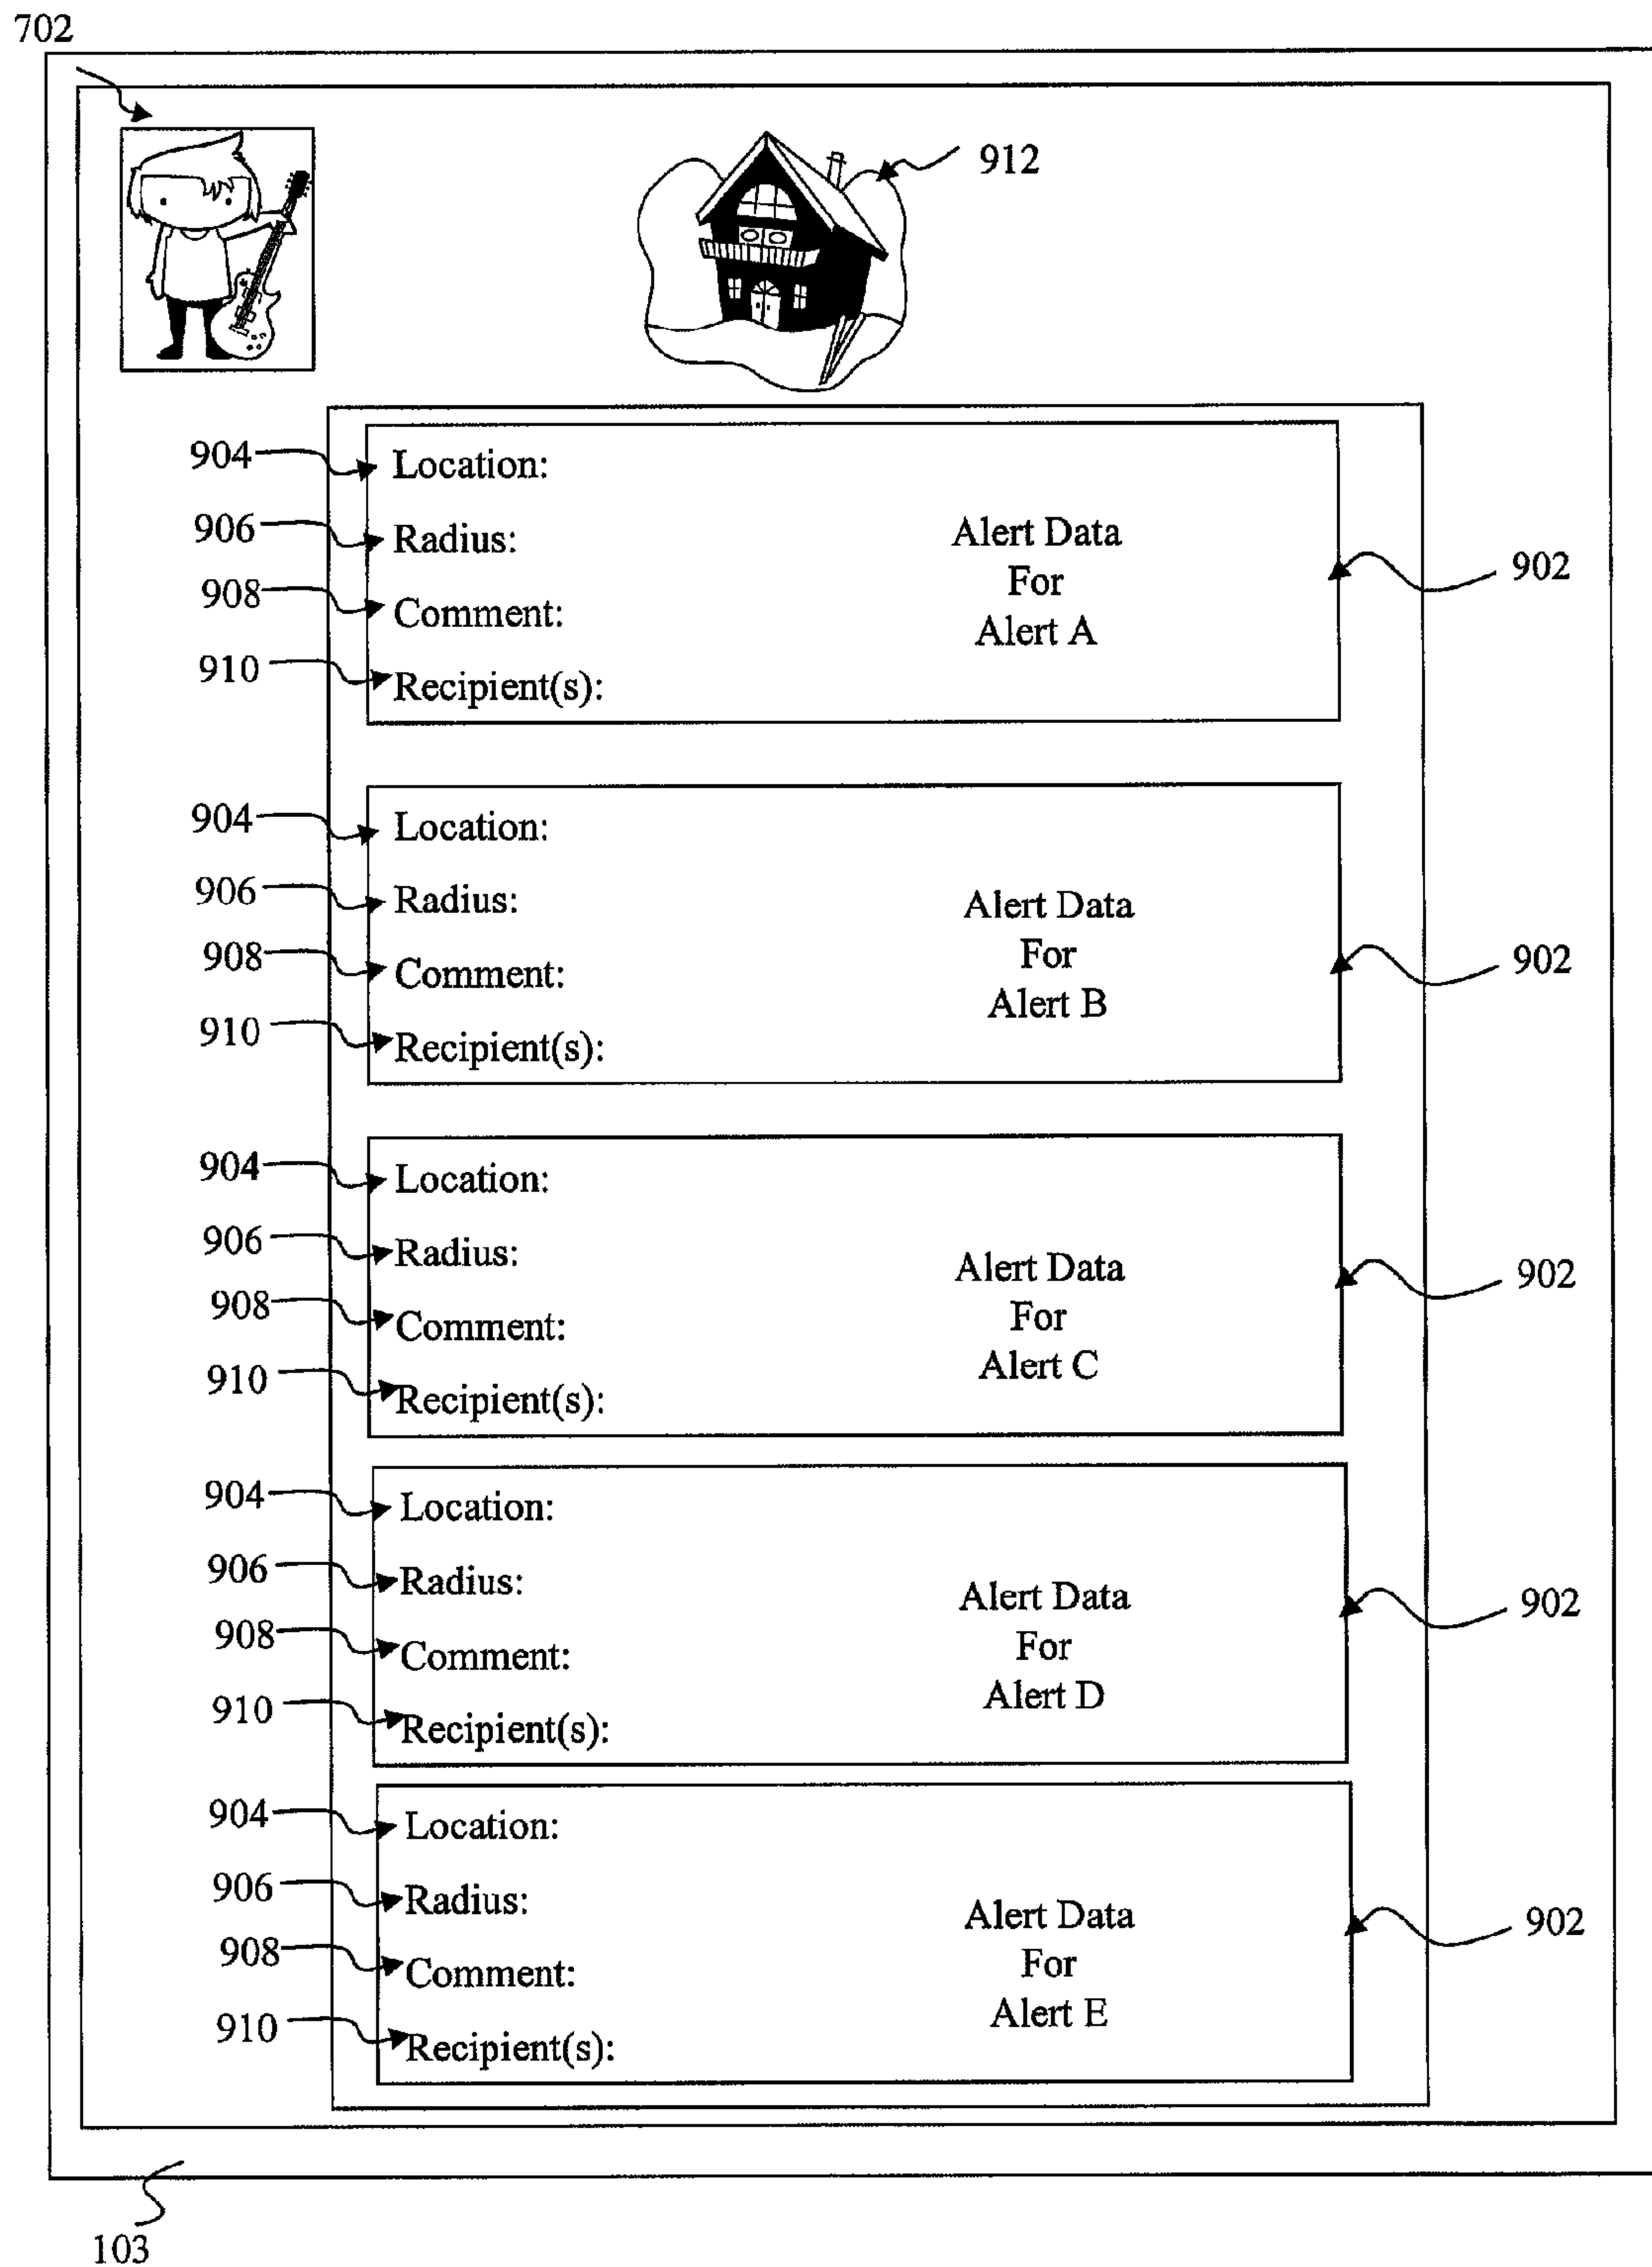 702
912
904 Location:
906 Radius:
908 Comment:
910 Recipient(s):
Alert Data
For
Alert A
902
904 Location:
906 Radius:
908 Comment:
910 Recipient(s):
Alert Data
For
Alert B
902
904 Location:
906 Radius:
908 Comment:
910 Recipient(s):
Alert Data
For
Alert C
902
904 Location:
906 Radius:
908 Comment:
910 Recipient(s):
Alert Data
For
Alert D
902
904 Location:
906 Radius:
908 Comment:
910 Recipient(s):
Alert Data
For
Alert E
902
103